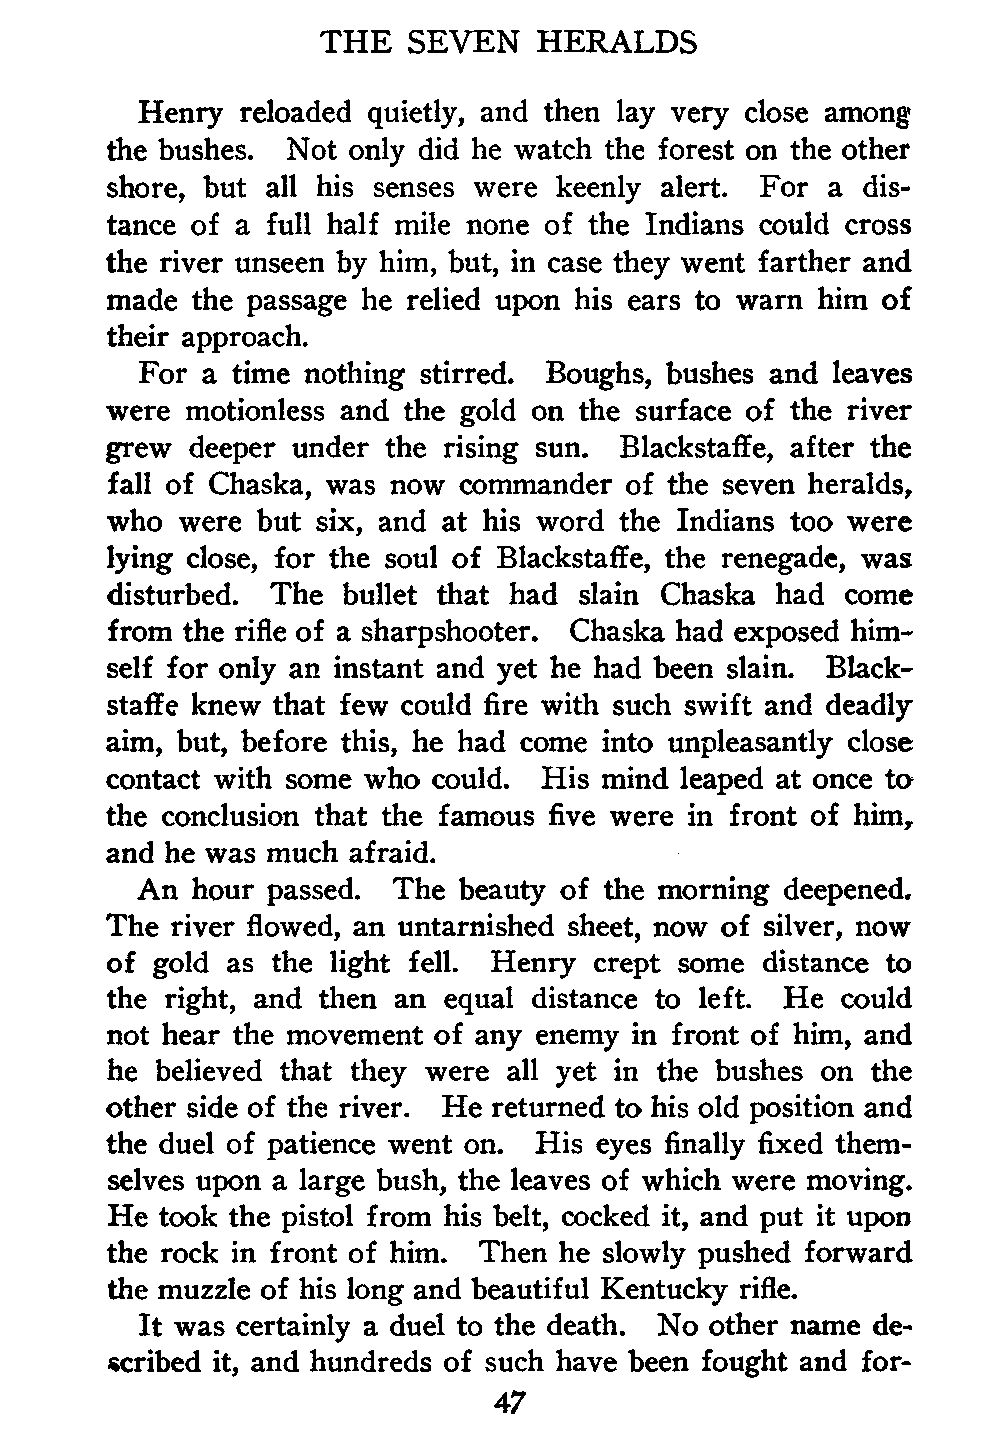 THE SEVEN HERALDS
Henry reloaded quietly, and then lay very close among
the bushes. Not only did he watch the forest on the other
shore, but all his senses were keenly alert. For a dis-
tance of a full half mile none of the Indians could cross
the river unseen by him, but, in case they went farther and
made the passage he relied upon his ears to warn him of
their approach.
For a time nothing stirred. Boughs, bushes and leaves
were motionless and the gold on the surface of the river
grew deeper under the rising sun. Blackstaffe, after the
fall of Chaska, was now commander of the seven heralds,
who were but six, and at his word the Indians too were
lying close, for the soul of Blackstaffe, the renegade, was
disturbed. The bullet that had slain Chaska had come
from the rifle of a sharpshooter. Chaska had exposed him-
self for only an instant and yet he had been slain. Black-
staffe knew that few could fire with such swift and deadly
aim, but, before this, he had come into unpleasantly close
contact with some who could. His mind leaped at once to
the conclusion that the famous five were in front of him,
and he was much afraid.
An hour passed. The beauty of the morning deepened.
The river flowed, an untarnished sheet, now of silver, now
of gold as the light fell. Henry crept some distance to
the right, and then an equal distance to left. He could
not hear the movement of any enemy in front of him, and
he believed that they were all yet in the bushes on the
other side of the river. He returned to his old position and
the duel of patience went on. His eyes finally fixed them-
selves upon a large bush, the leaves of which were moving.
He took the pistol from his belt, cocked it, and put it upon
the rock in front of him. Then he slowly pushed forward
the muzzle of his long and beautiful Kentucky rifle.
It was certainly a duel to the death. No other name de-
scribed it, and hundreds of such have been fought and for-
47